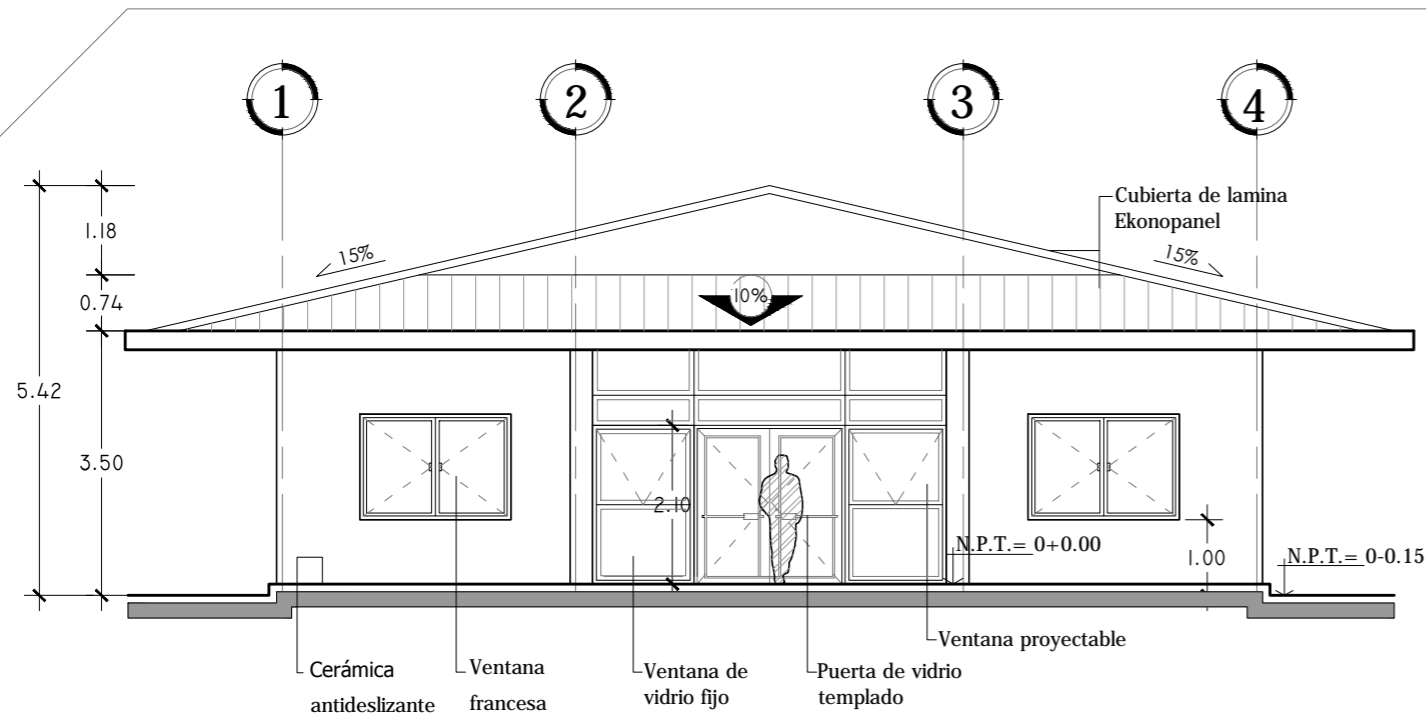 1
2
3
4
Cubierta de lamina
Ekonopanel
1.18
15%
15%
0.74
10%
5.42
3.50
2.10
N.P.T.= 0+0.00
1.00
N.P.T.= 0-0.15
Cerámica
antideslizante
Ventana
francesa
Ventana de
vidrio fijo
Puerta de vidrio
templado
Ventana proyectable